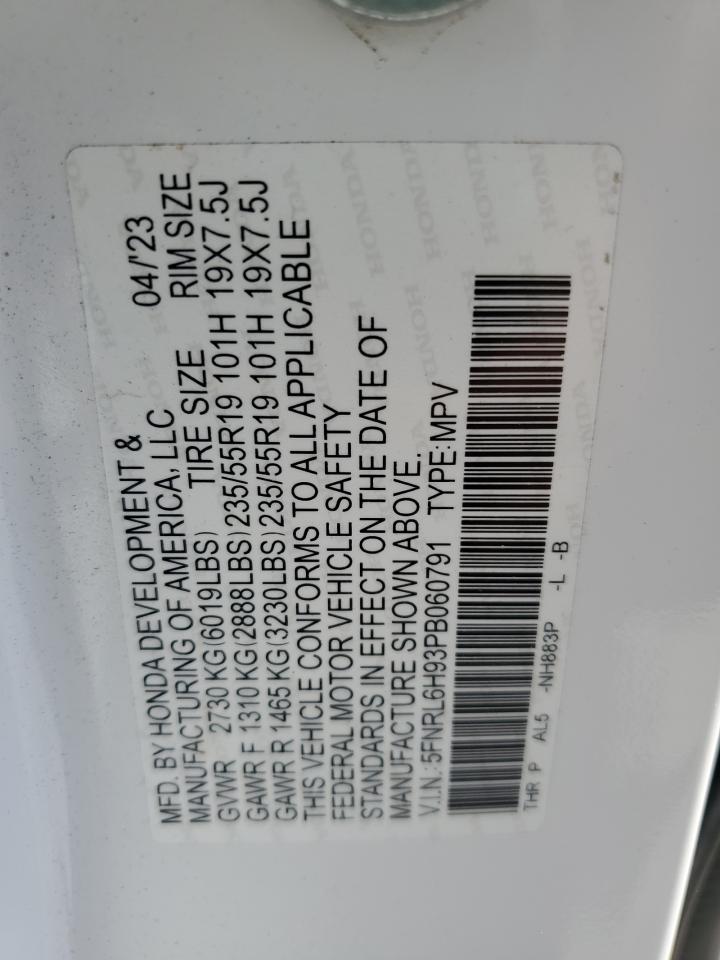 MFD. BY HONDA DEVELOPMENT & 04/'23
MANUFACTURING OF AMERICA, LLC
GVWR 2730 KG(6019LBS) TIRE SIZE RIM SIZE
GAWR F 1310 KG(2888LBS)235/55R19 101H 19X7.5J
GAWR R 1465 KG(3230LBS)235/55R19 101H 19X7.5J
THIS VEHICLE CONFORMS TO ALL APPLICABLE
FEDERAL MOTOR VEHICLE SAFETY
STANDARDS IN EFFECT ON THE DATE OF
MANUFACTURE SHOWN ABOVE.
V.I.N.:5FNRL6H93PB060791 TYPE:MPV
THR P AL5 -NH883P -L -B